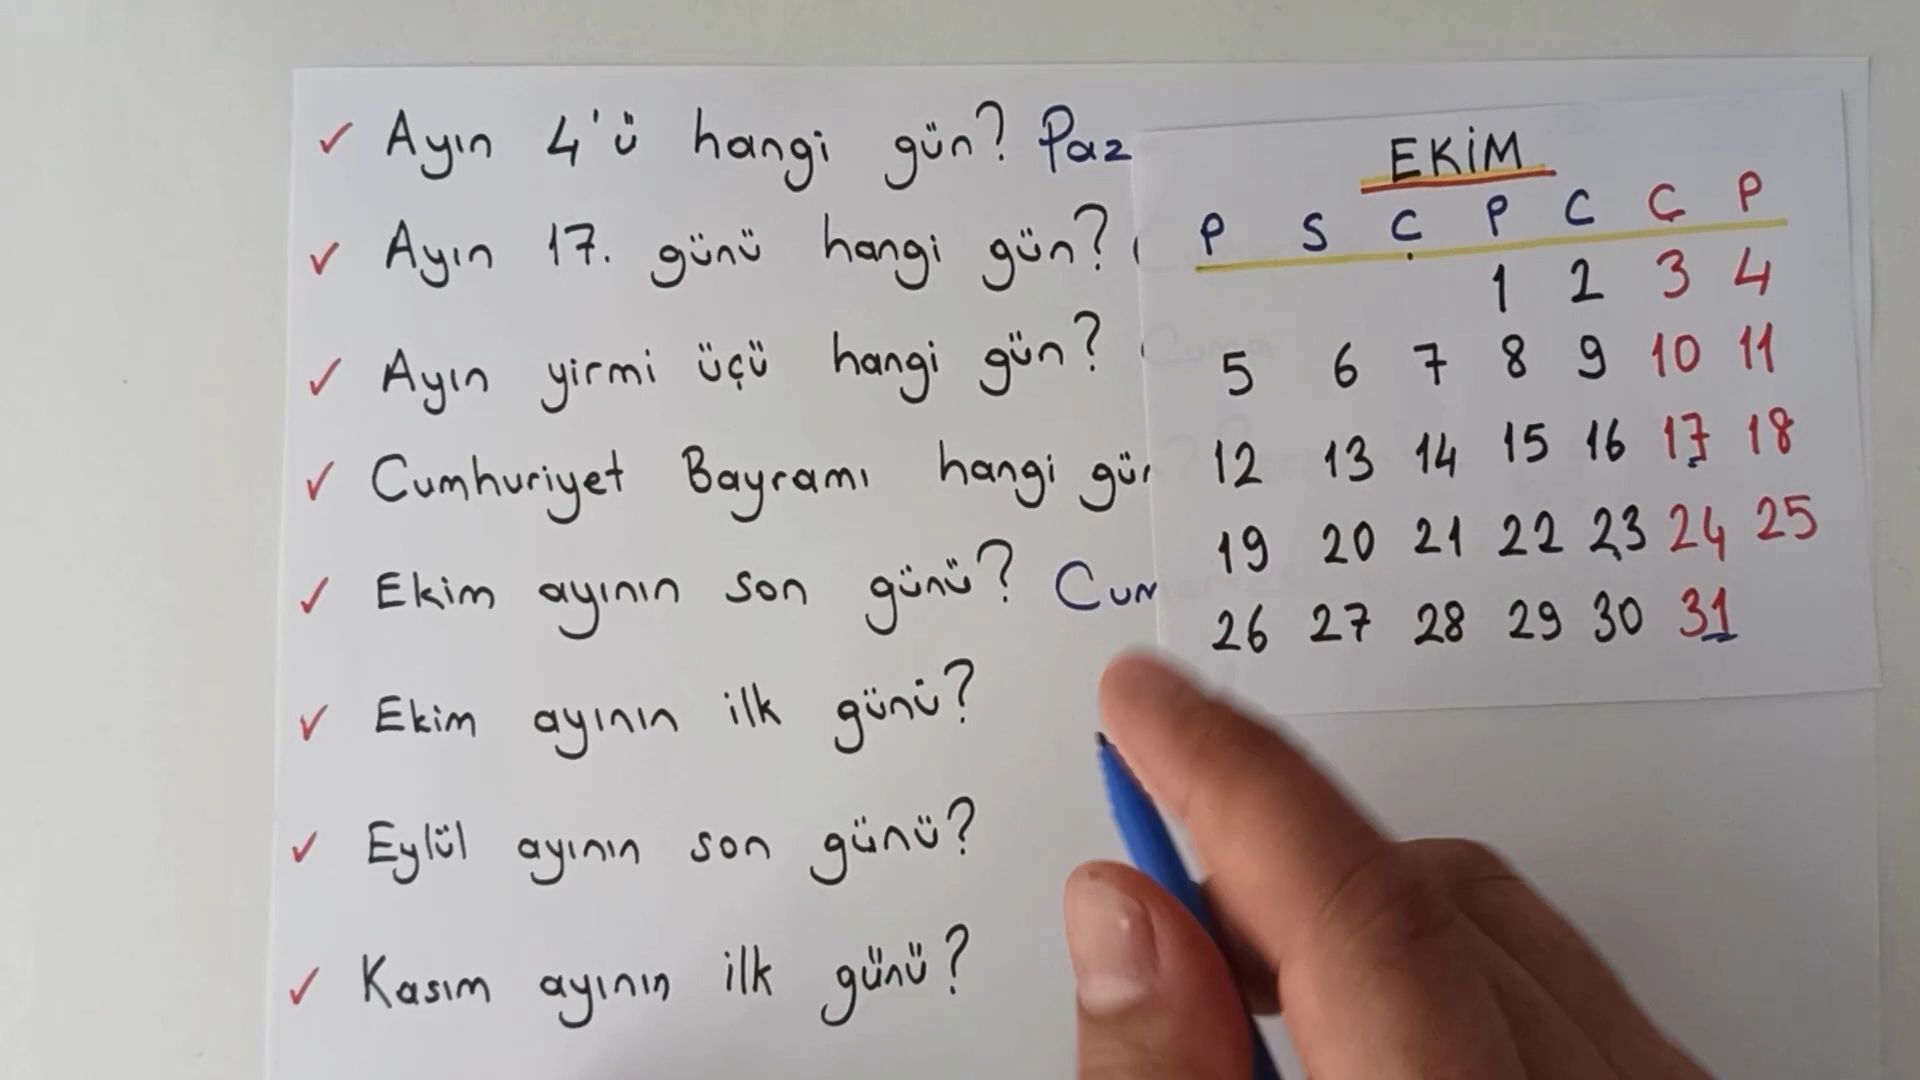 Ayın 4'ü hangi gün? Paz
Ayın 17. günü hangi gün?
Ayın yirmi üçü hangi gün?
Cumhuriyet Bayramı hangi gün
Ekim ayının son günü? Cum
Ekim ayının ilk günü?
Eylül ayının son günü?
Kasım ayının ilk günü?
EKİM
P S Ç P C C P
1 2 3 4
5 6 7 8 9 10 11
12 13 14 15 16 17 18
19 20 21 22 23 24 25
26 27 28 29 30 31